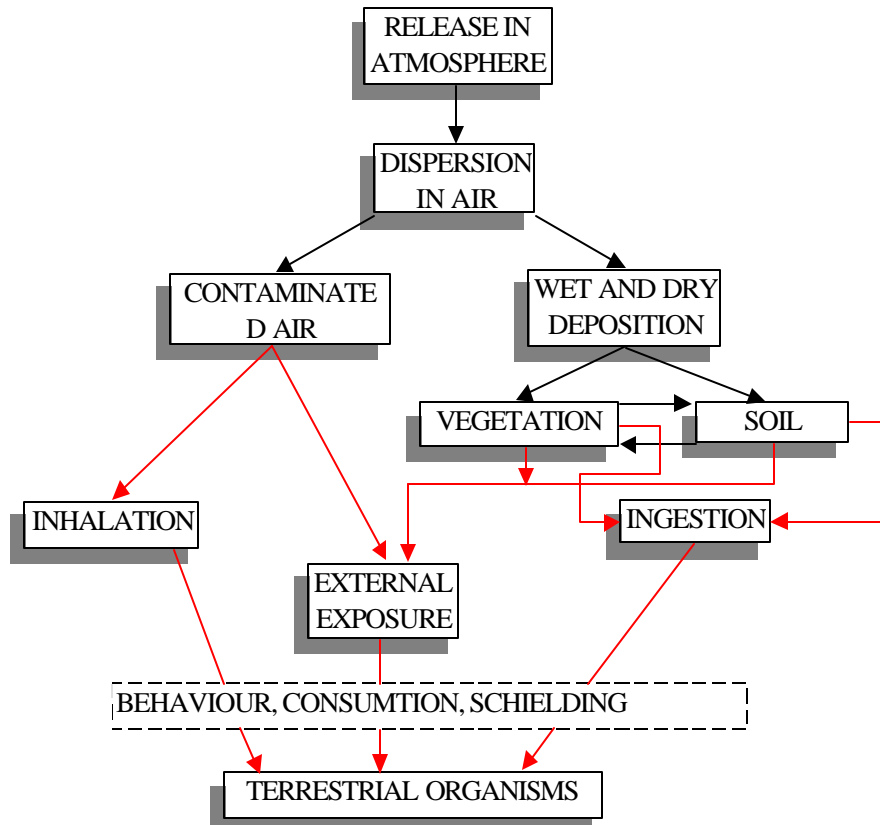 RELEASE IN
ATMOSPHERE
DISPERSION
IN AIR
CONTAMINATE
D AIR
WET AND DRY
DEPOSITION
VEGETATION
SOIL
INHALATION
INGESTION
EXTERNAL
EXPOSURE
BEHAVIOUR, CONSUMTION, SCHIELDING
TERRESTRIAL ORGANISMS